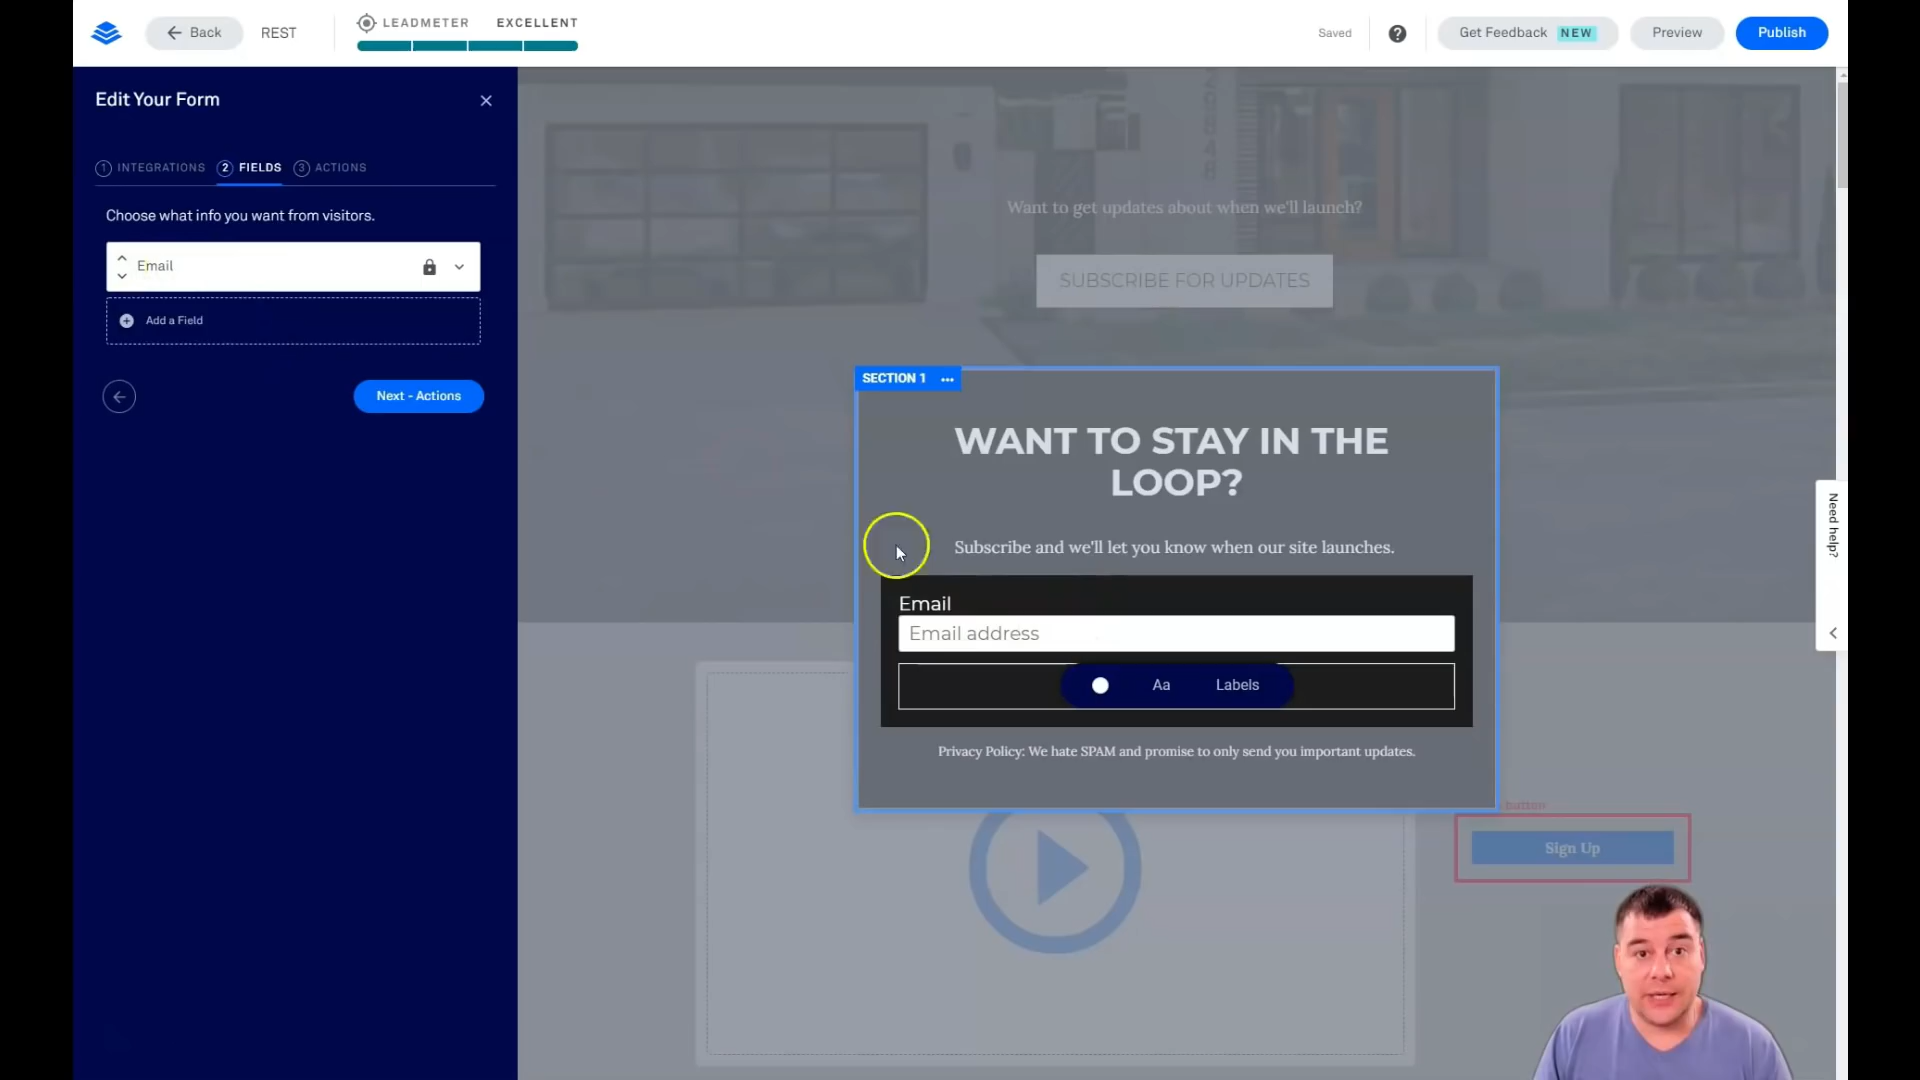 Back
REST
LEADMETER EXCELLENT
Saved
?
Get Feedback NEW
Preview
Publish
Edit Your Form
1 INTEGRATIONS 2 FIELDS 3 ACTIONS
Choose what info you want from visitors.
Email
Add a Field
Next - Actions
Want to get updates about when we'll launch?
SUBSCRIBE FOR UPDATES
SECTION 1 ...
WANT TO STAY IN THE
LOOP?
Subscribe and we'll let you know when our site launches.
Email
Email address
Aa Labels
Privacy Policy: We hate SPAM and promise to only send you important updates.
button
Sign Up
Need help?